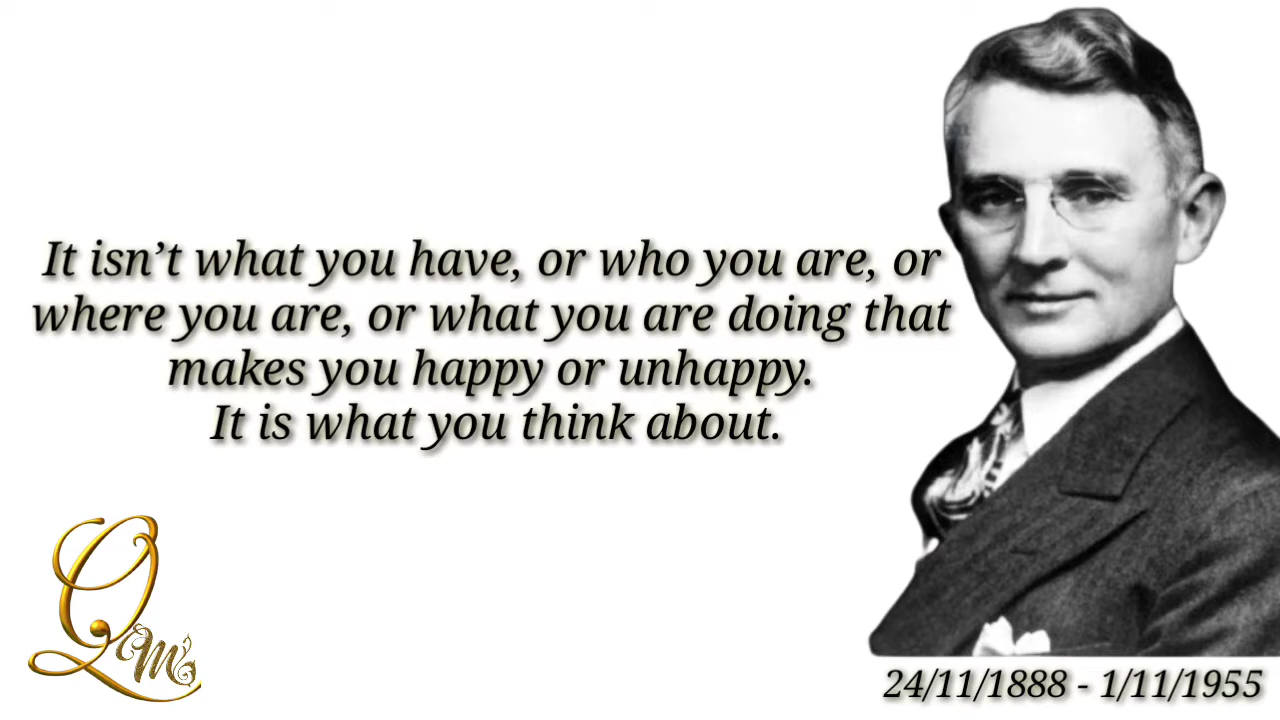 It isn’t what you have, or who you are, or
where you are, or what you are doing that
makes you happy or unhappy.
It is what you think about.
QM
24/11/1888 - 1/11/1955